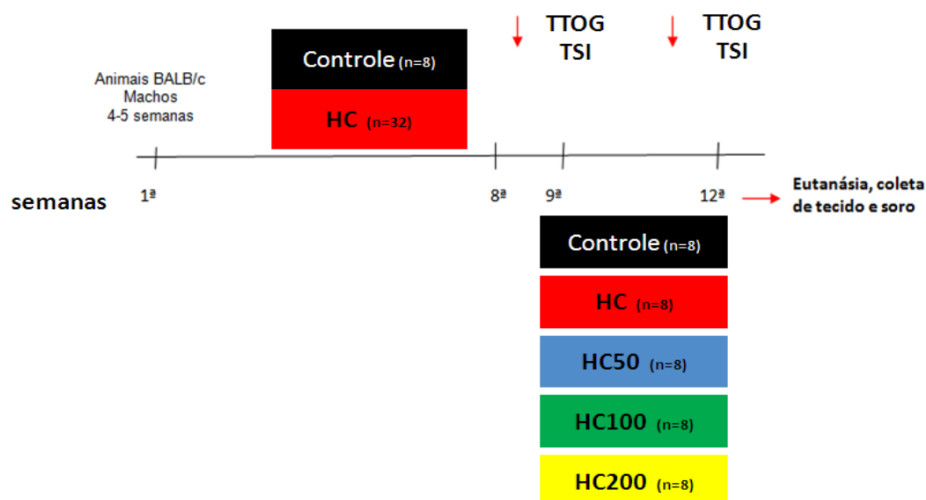 TTOG
TSI
TTOG
TSI
Controle (n=8)
Animais BALB/c
Machos
4-5 semanas
HC (n=32)
semanas
1ª
8ª
9ª
12ª
Eutanásia, coleta
de tecido e soro
Controle (n=8)
HC (n=8)
HC50 (n=8)
HC100 (n=8)
HC200 (n=8)